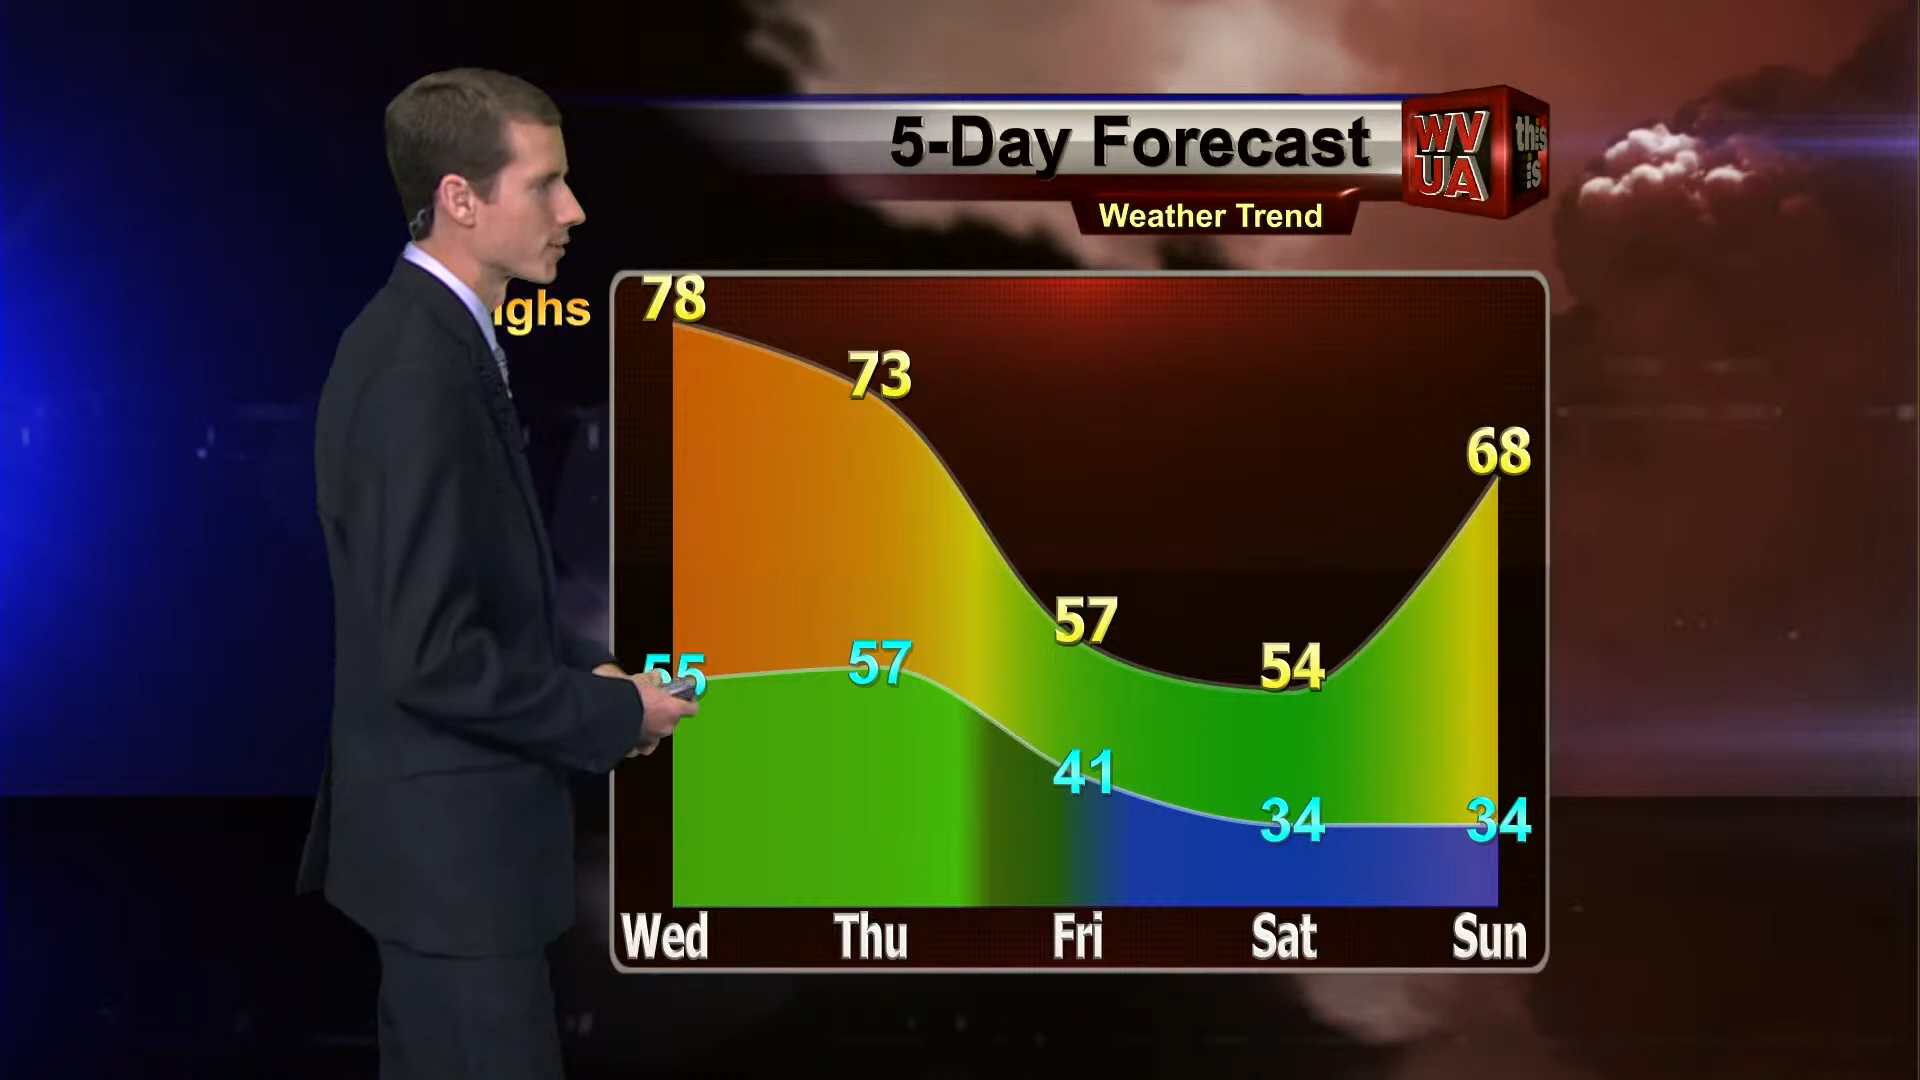 5-Day Forecast
WV
UA
this
is
Weather Trend
78
73
68
57
54
55
57
41
34
34
Wed Thu Fri Sat Sun